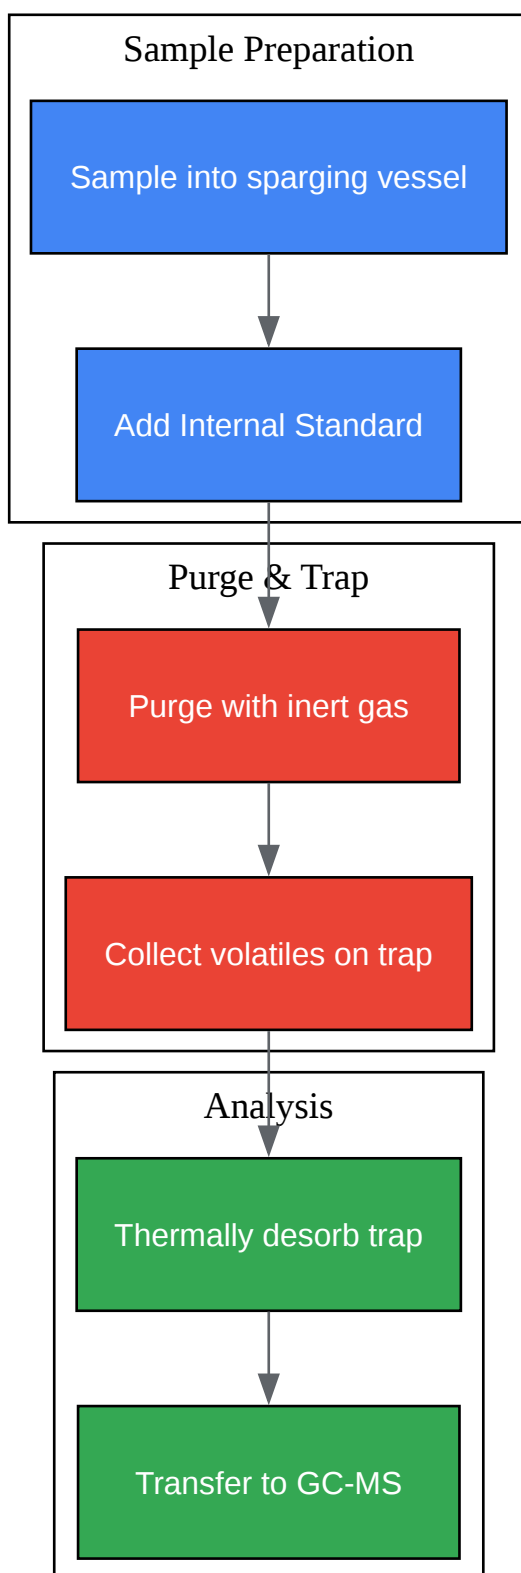 Sample Preparation
Sample into sparging vessel
Add Internal Standard
Purge & Trap
Purge with inert gas
Collect volatiles on trap
Analysis
Thermally desorb trap
Transfer to GC-MS